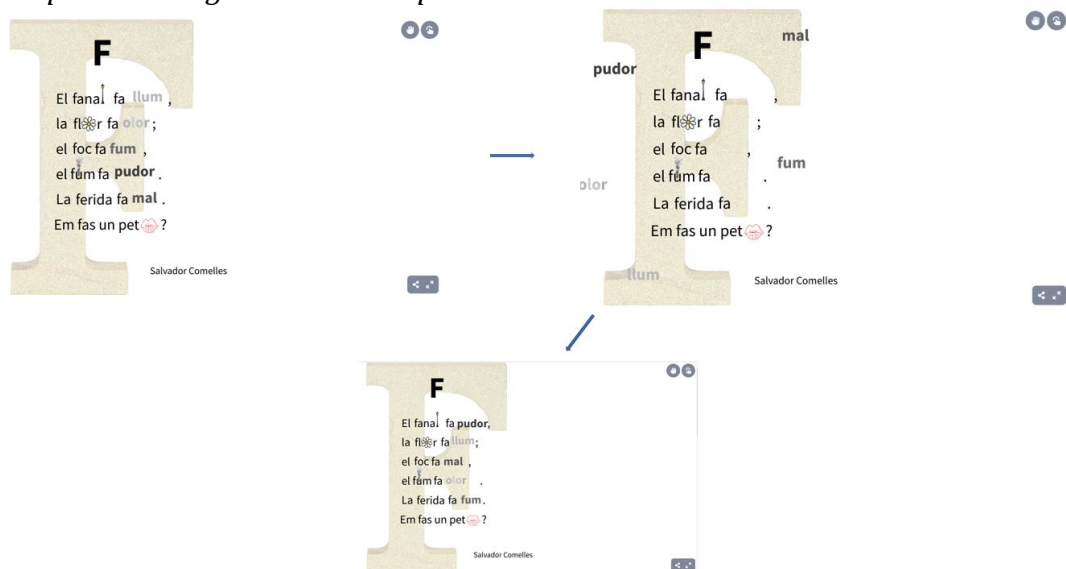 F
El fanal fa llum ,
la flor fa olor ;
el foc fa fum ,
el fum fa pudor .
La ferida fa mal .
Em fas un pet ?
Salvador Comelles
F
mal
pudor
El fanal fa ,
la flor fa ;
el foc fa ,
fum
el fum fa .
olor
La ferida fa .
Em fas un pet ?
llum
Salvador Comelles
F
El fanal fa pudor,
la flor fa llum;
el foc fa mal ,
el fum fa olor .
La ferida fa fum.
Em fas un pet ?
Salvador Comelles